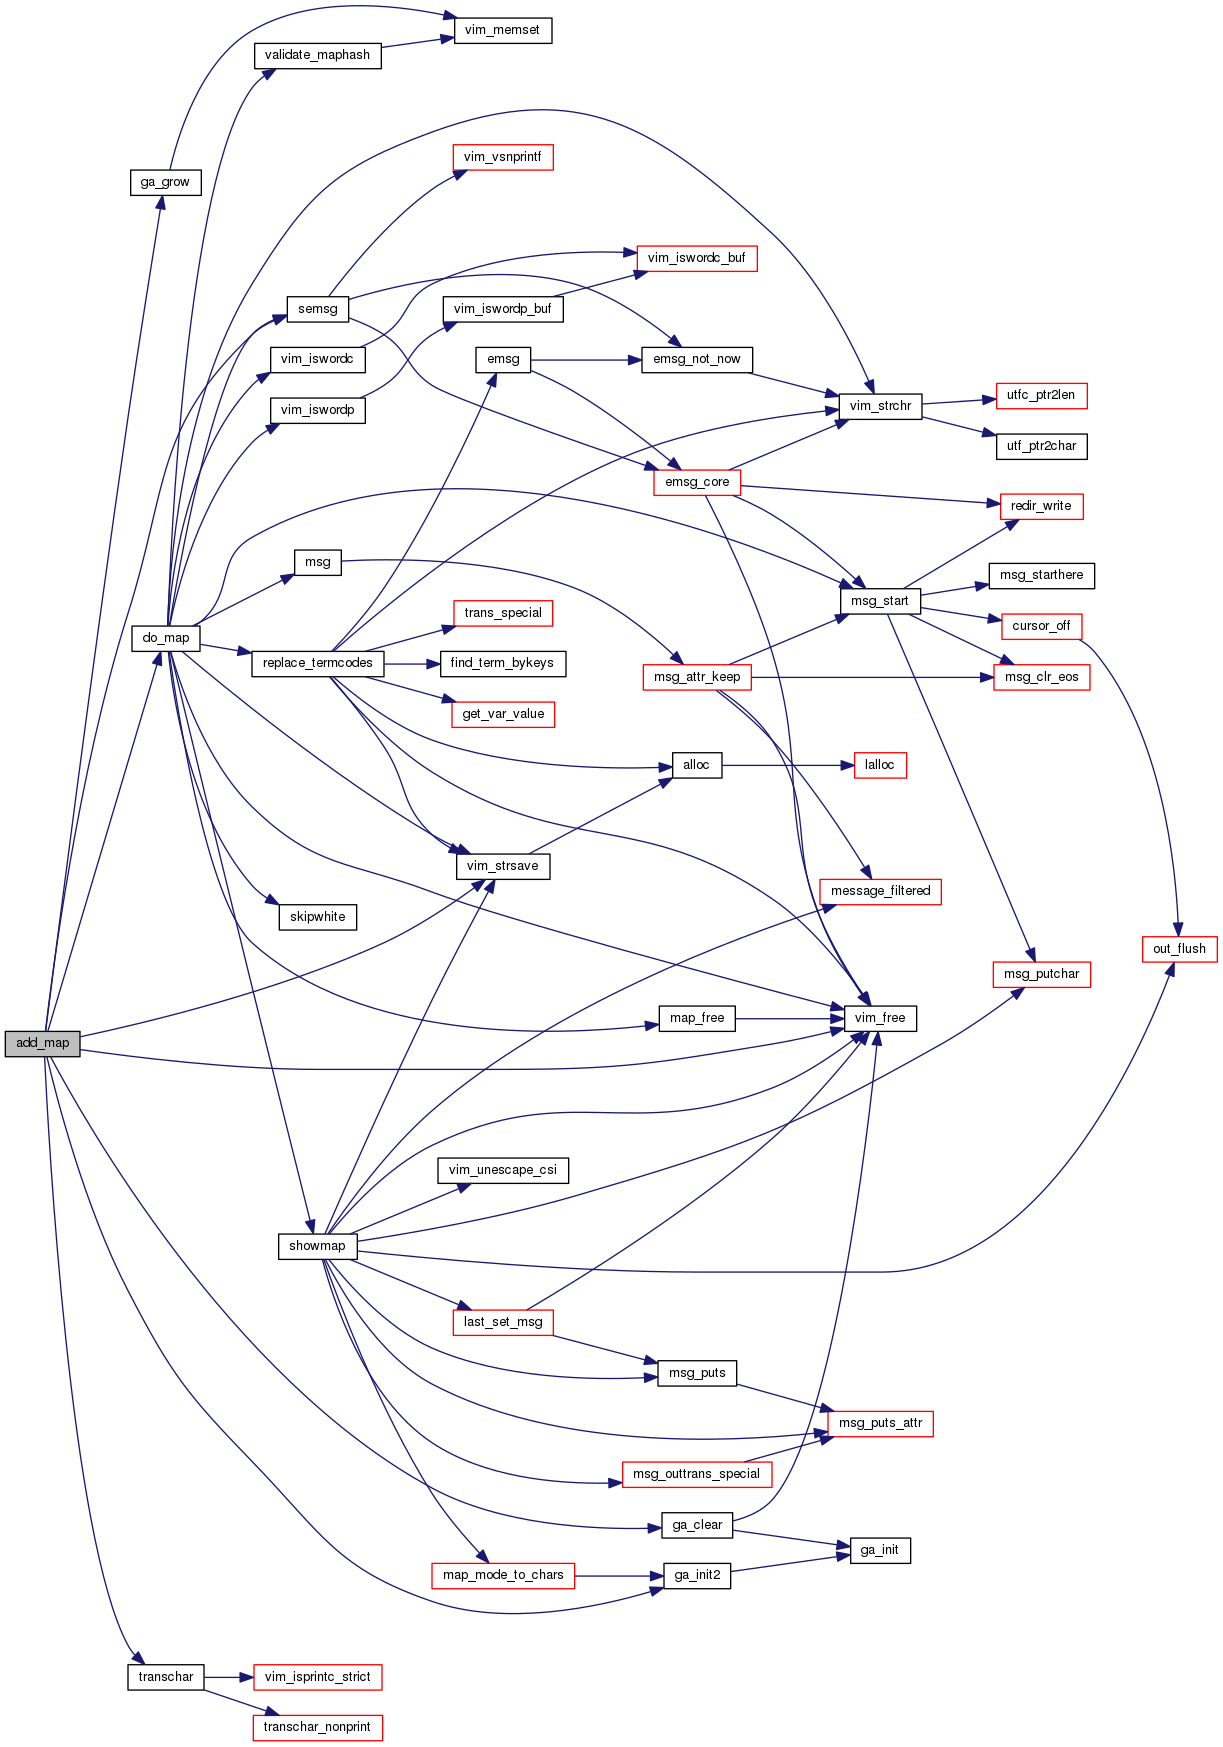 vim_memset
validate_maphash
vim_vsnprintf
ga_grow
vim_iswordc_buf
semsg
vim_iswordp_buf
vim_iswordc
emsg
emsg_not_now
utfc_ptr2len
vim_iswordp
vim_strchr
utf_ptr2char
emsg_core
redir_write
msg
msg_starthere
msg_start
trans_special
cursor_off
do_map
replace_termcodes
find_term_bykeys
msg_attr_keep
msg_clr_eos
get_var_value
alloc
lalloc
vim_strsave
message_filtered
skipwhite
out_flush
msg_putchar
map_free
vim_free
add_map
vim_unescape_csi
showmap
last_set_msg
msg_puts
msg_puts_attr
msg_outtrans_special
ga_clear
ga_init
map_mode_to_chars
ga_init2
transchar
vim_isprintc_strict
transchar_nonprint